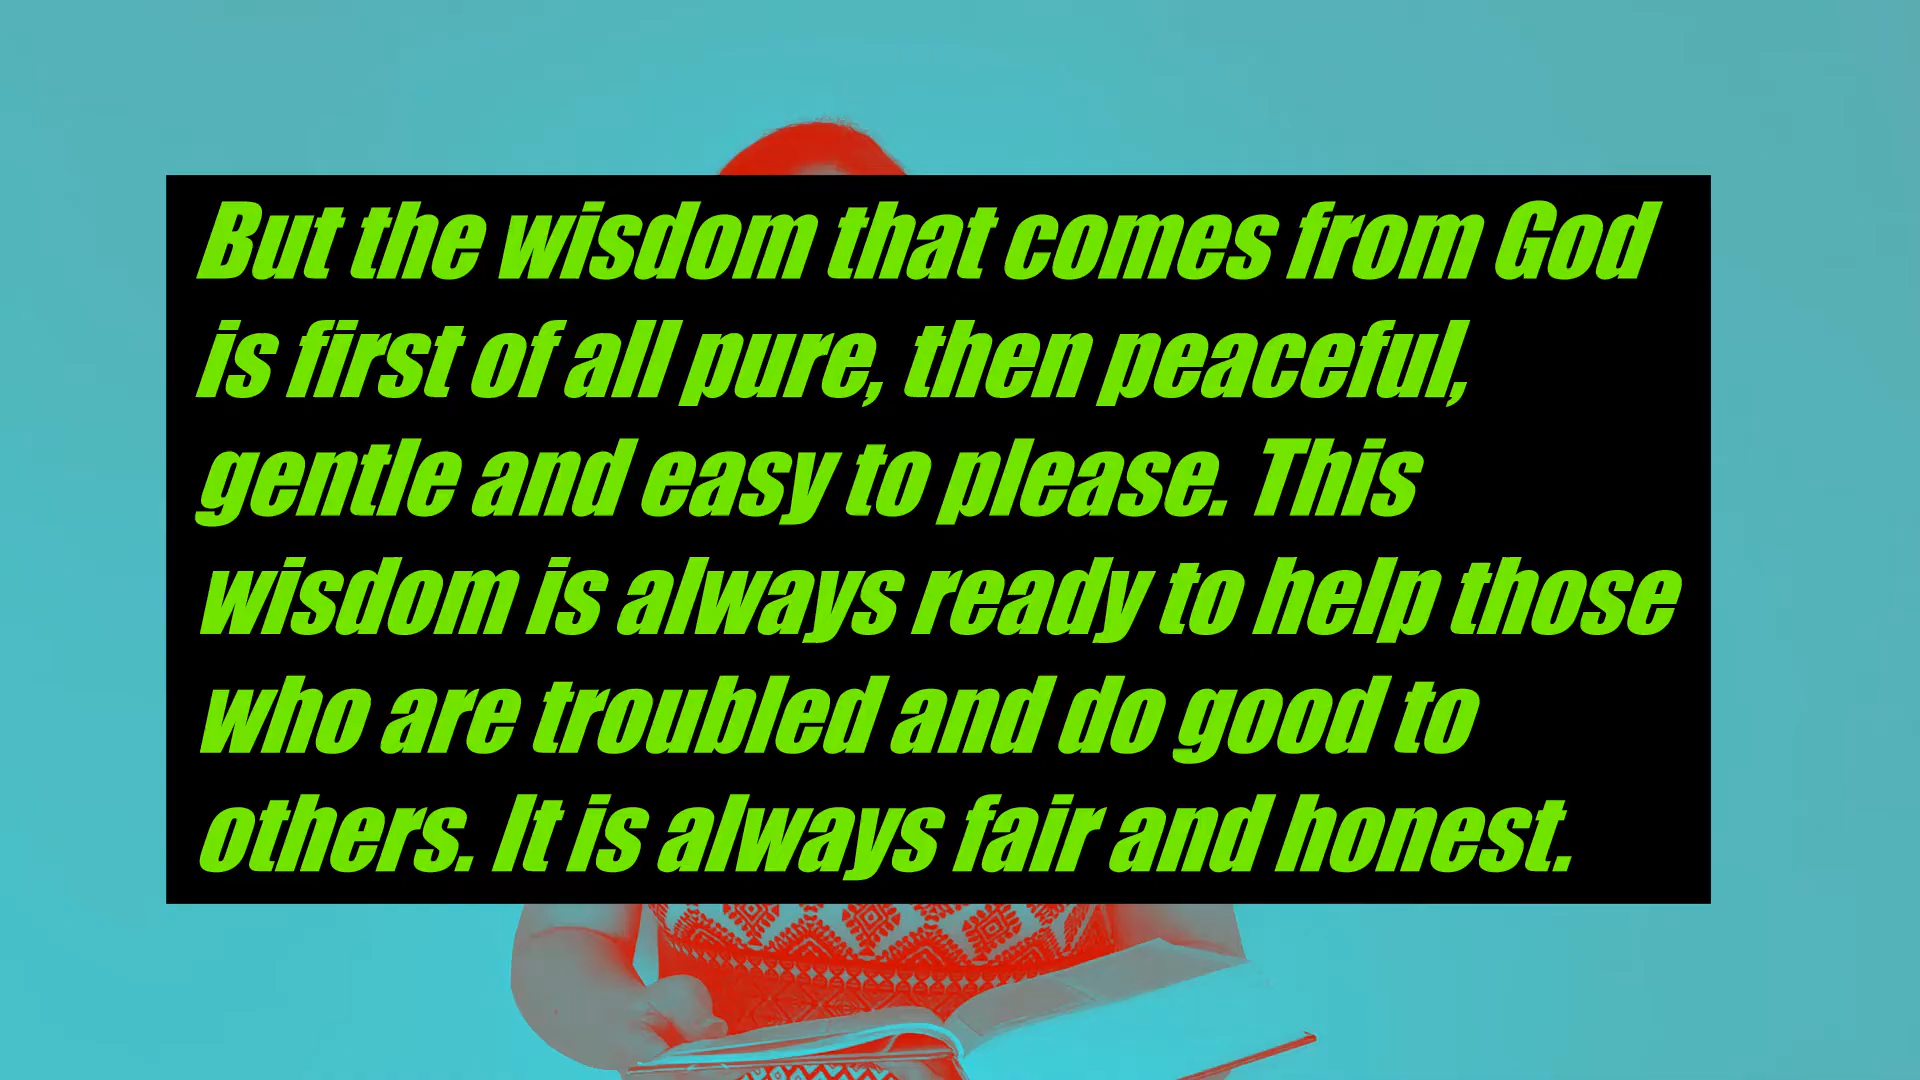 But the wisdom that comes from God
is first of all pure, then peaceful,
gentle and easy to please. This
wisdom is always ready to help those
who are troubled and do good to
others. It is always fair and honest.